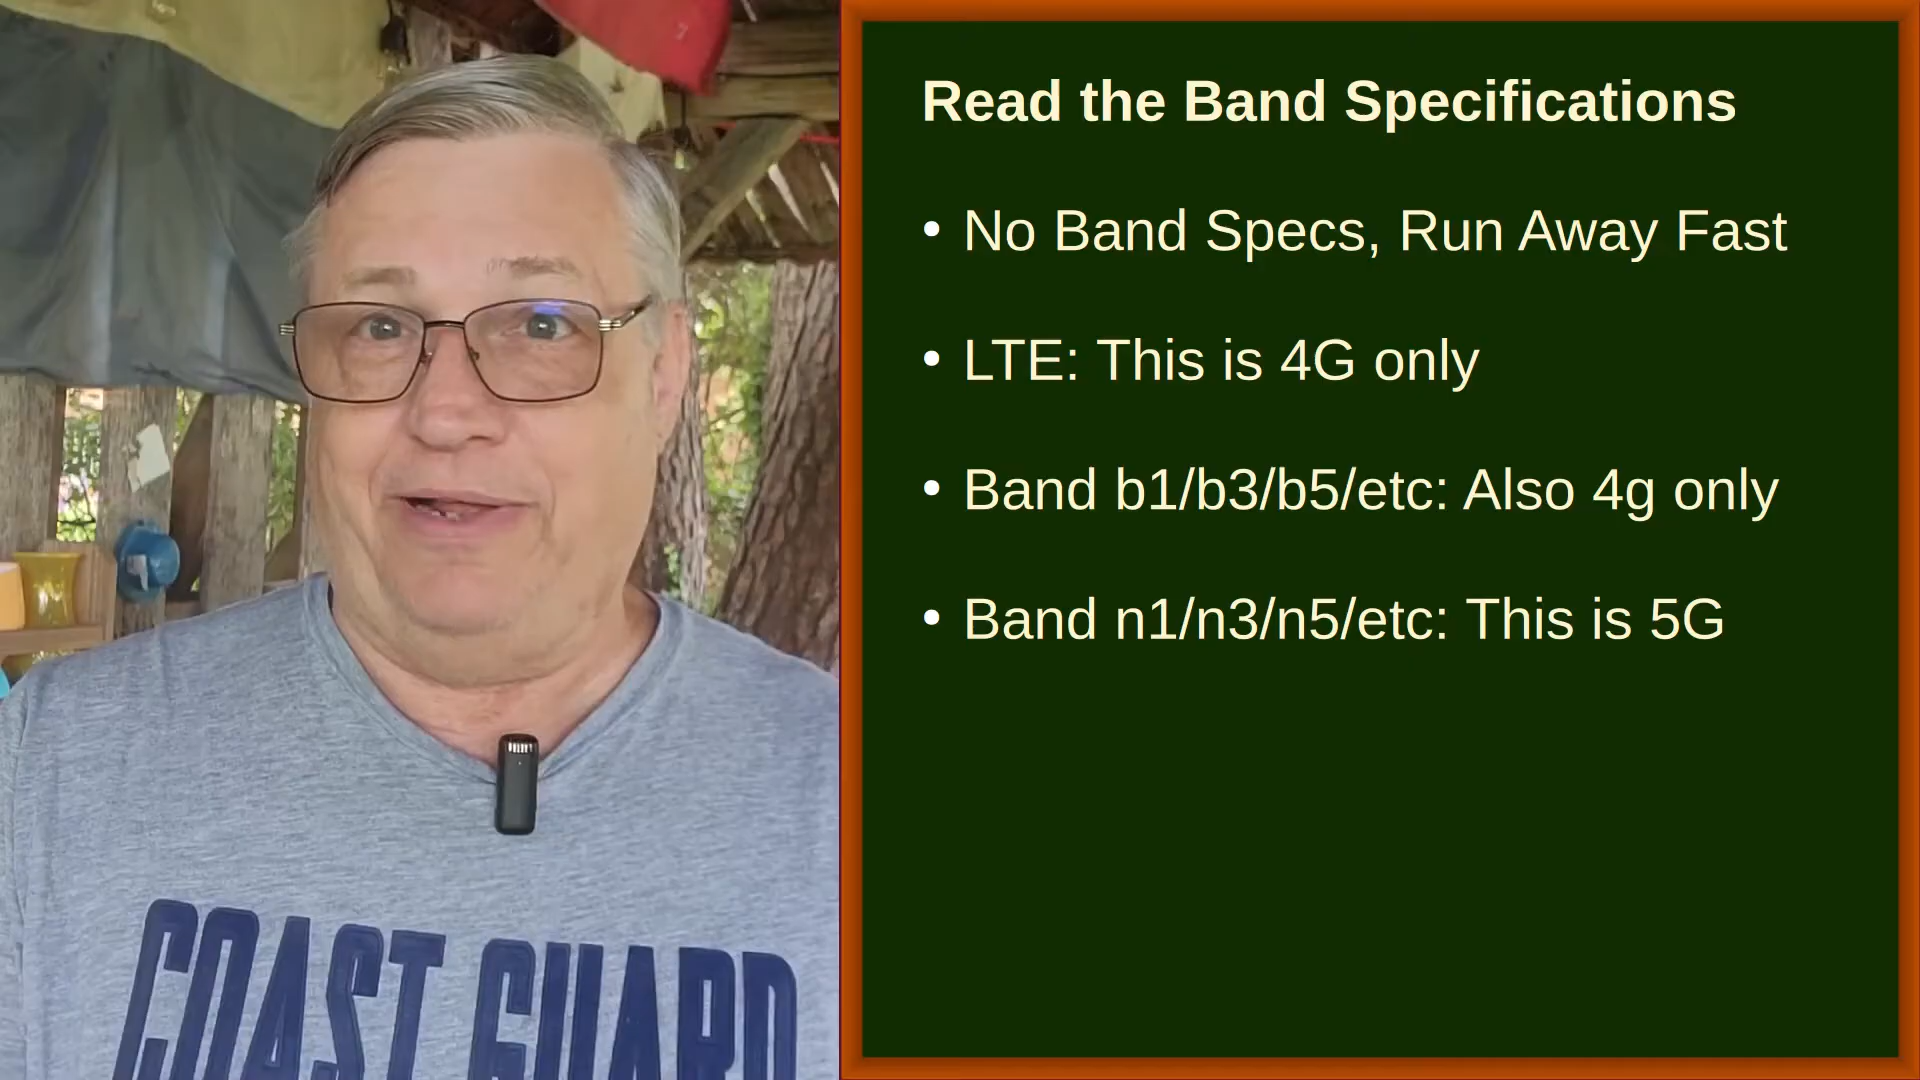 Read the Band Specifications
• No Band Specs, Run Away Fast
• LTE: This is 4G only
• Band b1/b3/b5/etc: Also 4g only
• Band n1/n3/n5/etc: This is 5G
COAST GUARD